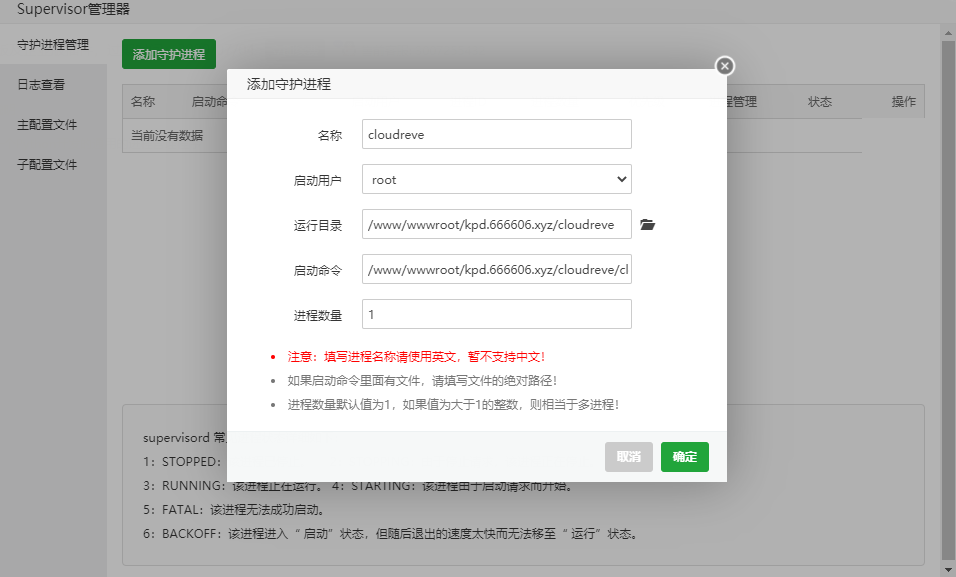 Supervisor管理器
守护进程管理
日志查看
主配置文件
子配置文件
添加守护进程
名称 启动命 程管理 状态 操作
当前没有数据
添加守护进程
名称 cloudreve
启动用户 root
运行目录 /www/wwwroot/kpd.666606.xyz/cloudreve
启动命令 /www/wwwroot/kpd.666606.xyz/cloudreve/cl
进程数量 1
注意：填写进程名称请使用英文，暂不支持中文！
如果启动命令里面有文件，请填写文件的绝对路径！
进程数量默认值为1，如果值为大于1的整数，则相当于多进程！
取消 确定
supervisord 常
1：STOPPED：
3：RUNNING：该进程正在运行。 4：STARTING：该进程由于启动请求而开始。
5：FATAL：该进程无法成功启动。
6：BACKOFF：该进程进入“ 启动”状态，但随后退出的速度太快而无法移至“ 运行”状态。